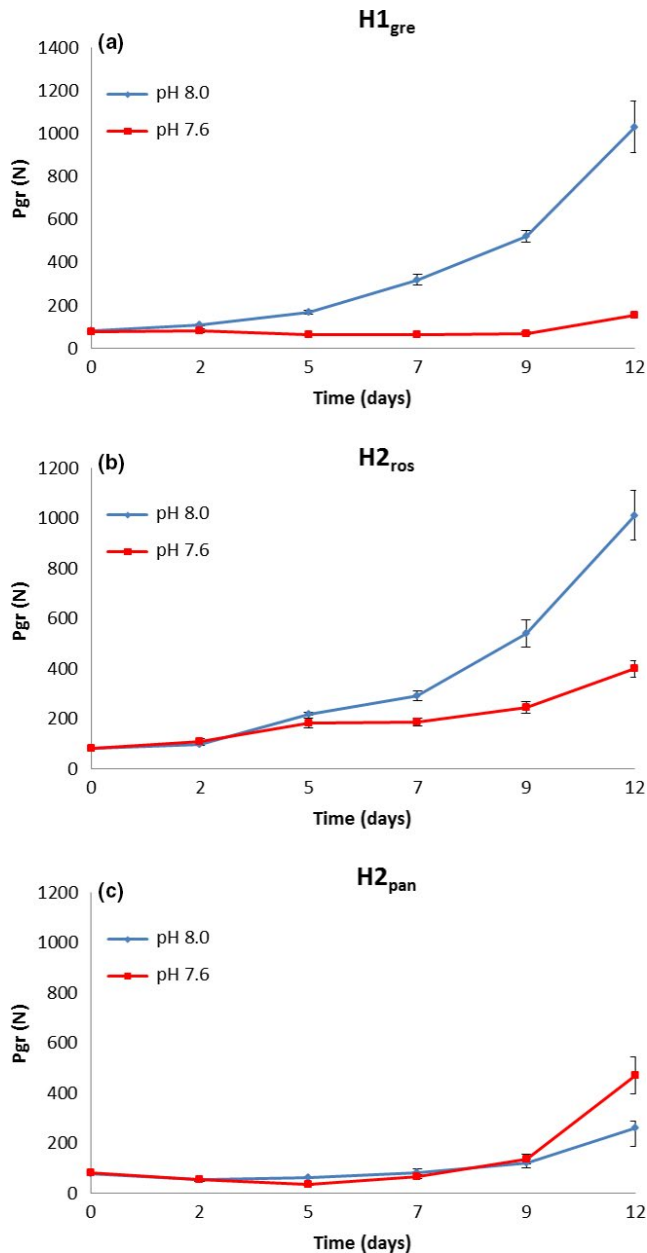 H1gre
(a)
1400
1200
1000
800
600
400
200
0
Pgr (N)
pH 8.0
pH 7.6
0 2 5 7 9 12
Time (days)
H2ros
(b)
1200
1000
800
600
400
200
0
Pgr (N)
pH 8.0
pH 7.6
0 2 5 7 9 12
Time (days)
H2pan
(c)
1200
1000
800
600
400
200
0
Pgr (N)
pH 8.0
pH 7.6
0 2 5 7 9 12
Time (days)